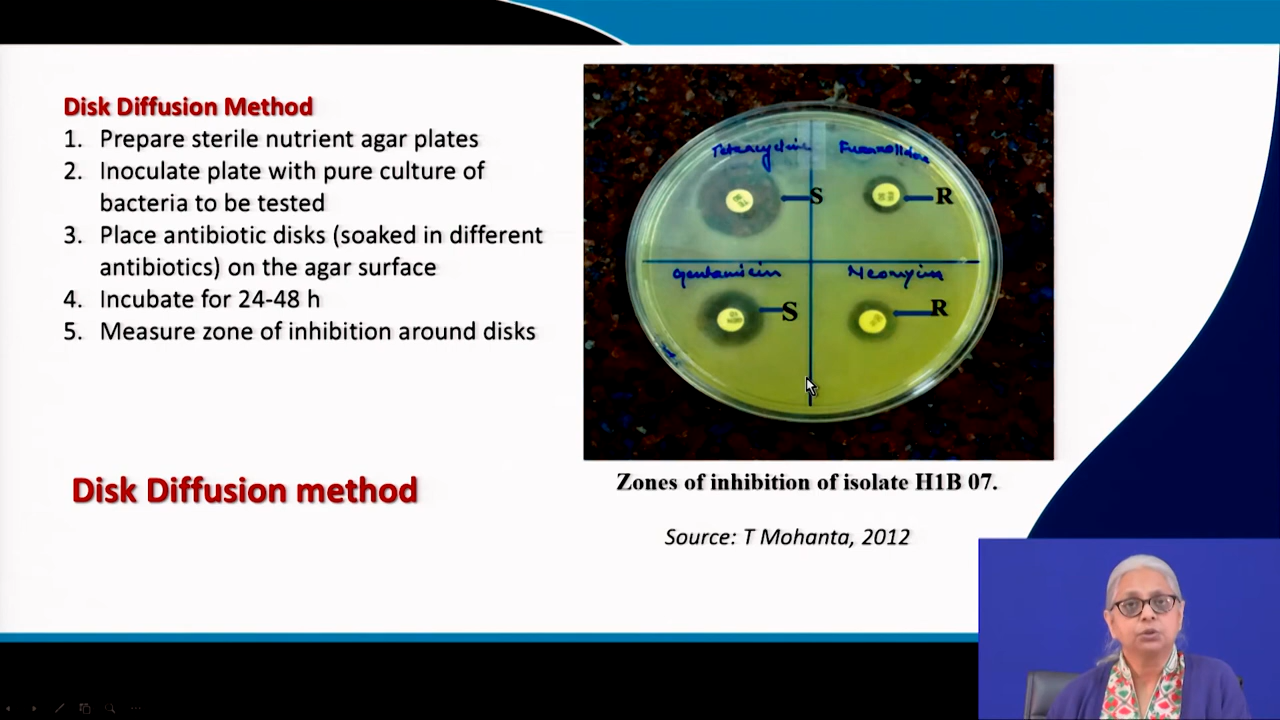 Disk Diffusion Method
1. Prepare sterile nutrient agar plates
2. Inoculate plate with pure culture of
bacteria to be tested
3. Place antibiotic disks (soaked in different
antibiotics) on the agar surface
4. Incubate for 24-48 h
5. Measure zone of inhibition around disks
Disk Diffusion method
Tetracycline
S
R
Gentamicin
Neomycin
S
R
Zones of inhibition of isolate H1B 07.
Source: T Mohanta, 2012